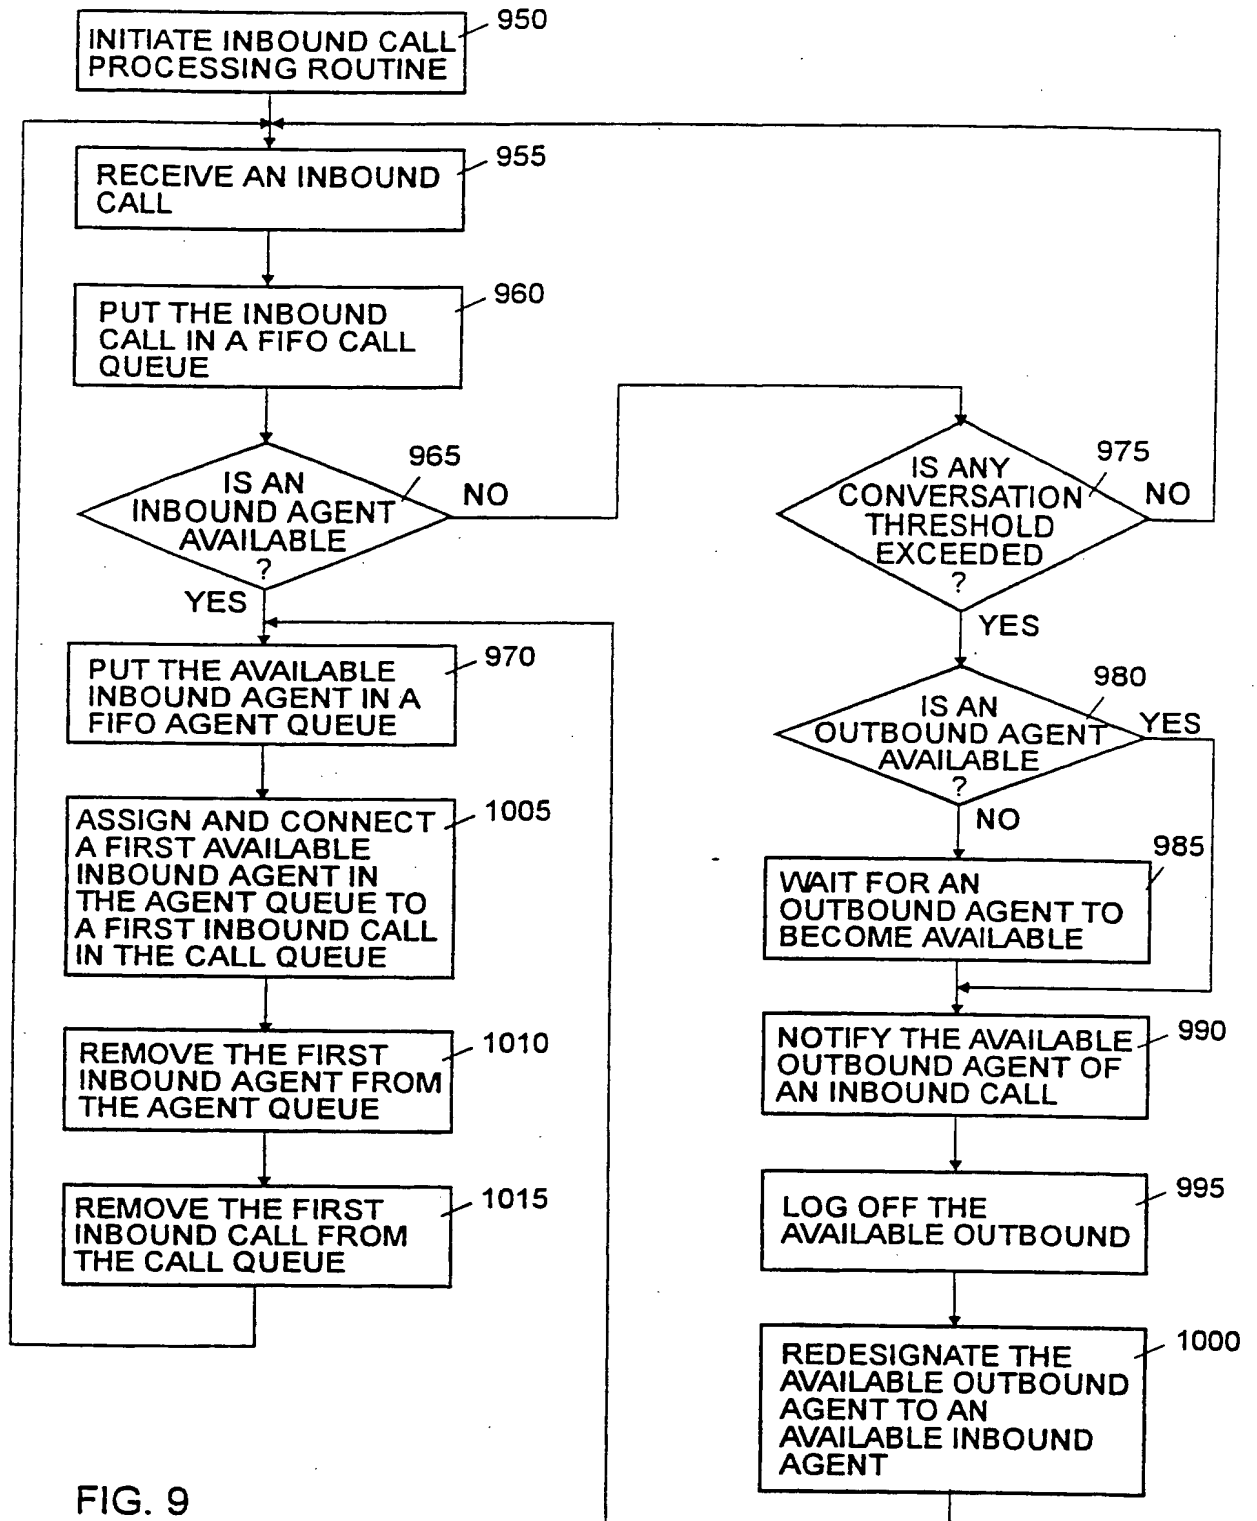 950
INITIATE INBOUND CALL
PROCESSING ROUTINE
955
RECEIVE AN INBOUND
CALL
960
PUT THE INBOUND
CALL IN A FIFO CALL
QUEUE
965
IS AN
INBOUND AGENT
AVAILABLE
?
NO
YES
970
PUT THE AVAILABLE
INBOUND AGENT IN A
FIFO AGENT QUEUE
1005
ASSIGN AND CONNECT
A FIRST AVAILABLE
INBOUND AGENT IN
THE AGENT QUEUE TO
A FIRST INBOUND CALL
IN THE CALL QUEUE
1010
REMOVE THE FIRST
INBOUND AGENT FROM
THE AGENT QUEUE
1015
REMOVE THE FIRST
INBOUND CALL FROM
THE CALL QUEUE
975
IS ANY
CONVERSATION
THRESHOLD
EXCEEDED
?
NO
YES
980
IS AN
OUTBOUND AGENT
AVAILABLE
?
YES
NO
985
WAIT FOR AN
OUTBOUND AGENT TO
BECOME AVAILABLE
990
NOTIFY THE AVAILABLE
OUTBOUND AGENT OF
AN INBOUND CALL
995
LOG OFF THE
AVAILABLE OUTBOUND
1000
REDESIGNATE THE
AVAILABLE OUTBOUND
AGENT TO AN
AVAILABLE INBOUND
AGENT
FIG. 9